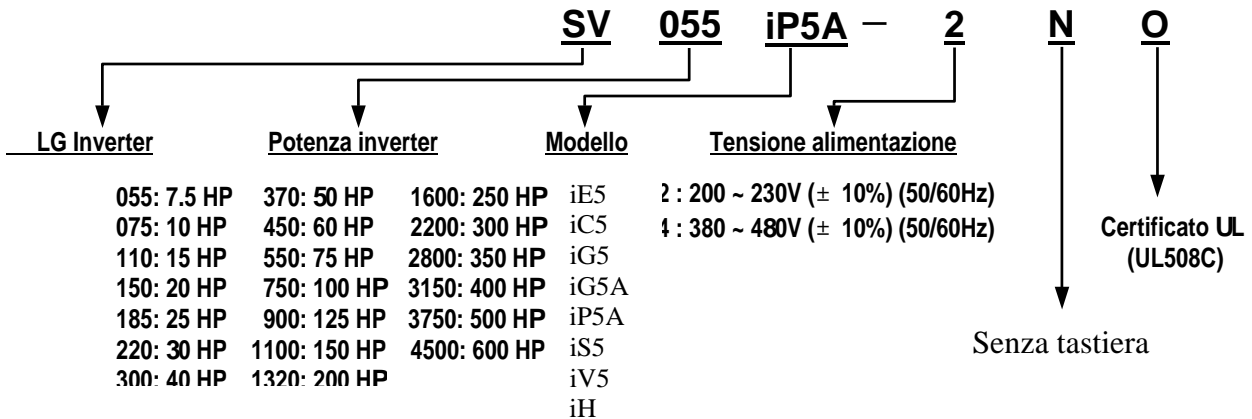 SV 055 iP5A – 2 N O
LG Inverter Potenza inverter Modello Tensione alimentazione
055: 7.5 HP 370: 50 HP 1600: 250 HP iE5 2 : 200 ~ 230V (± 10%) (50/60Hz)
075: 10 HP 450: 60 HP 2200: 300 HP iC5 4 : 380 ~ 480V (± 10%) (50/60Hz)
110: 15 HP 550: 75 HP 2800: 350 HP iG5
150: 20 HP 750: 100 HP 3150: 400 HP iG5A
185: 25 HP 900: 125 HP 3750: 500 HP iP5A
220: 30 HP 1100: 150 HP 4500: 600 HP iS5
300: 40 HP 1320: 200 HP iV5
iH
Certificato UL
(UL508C)
Senza tastiera